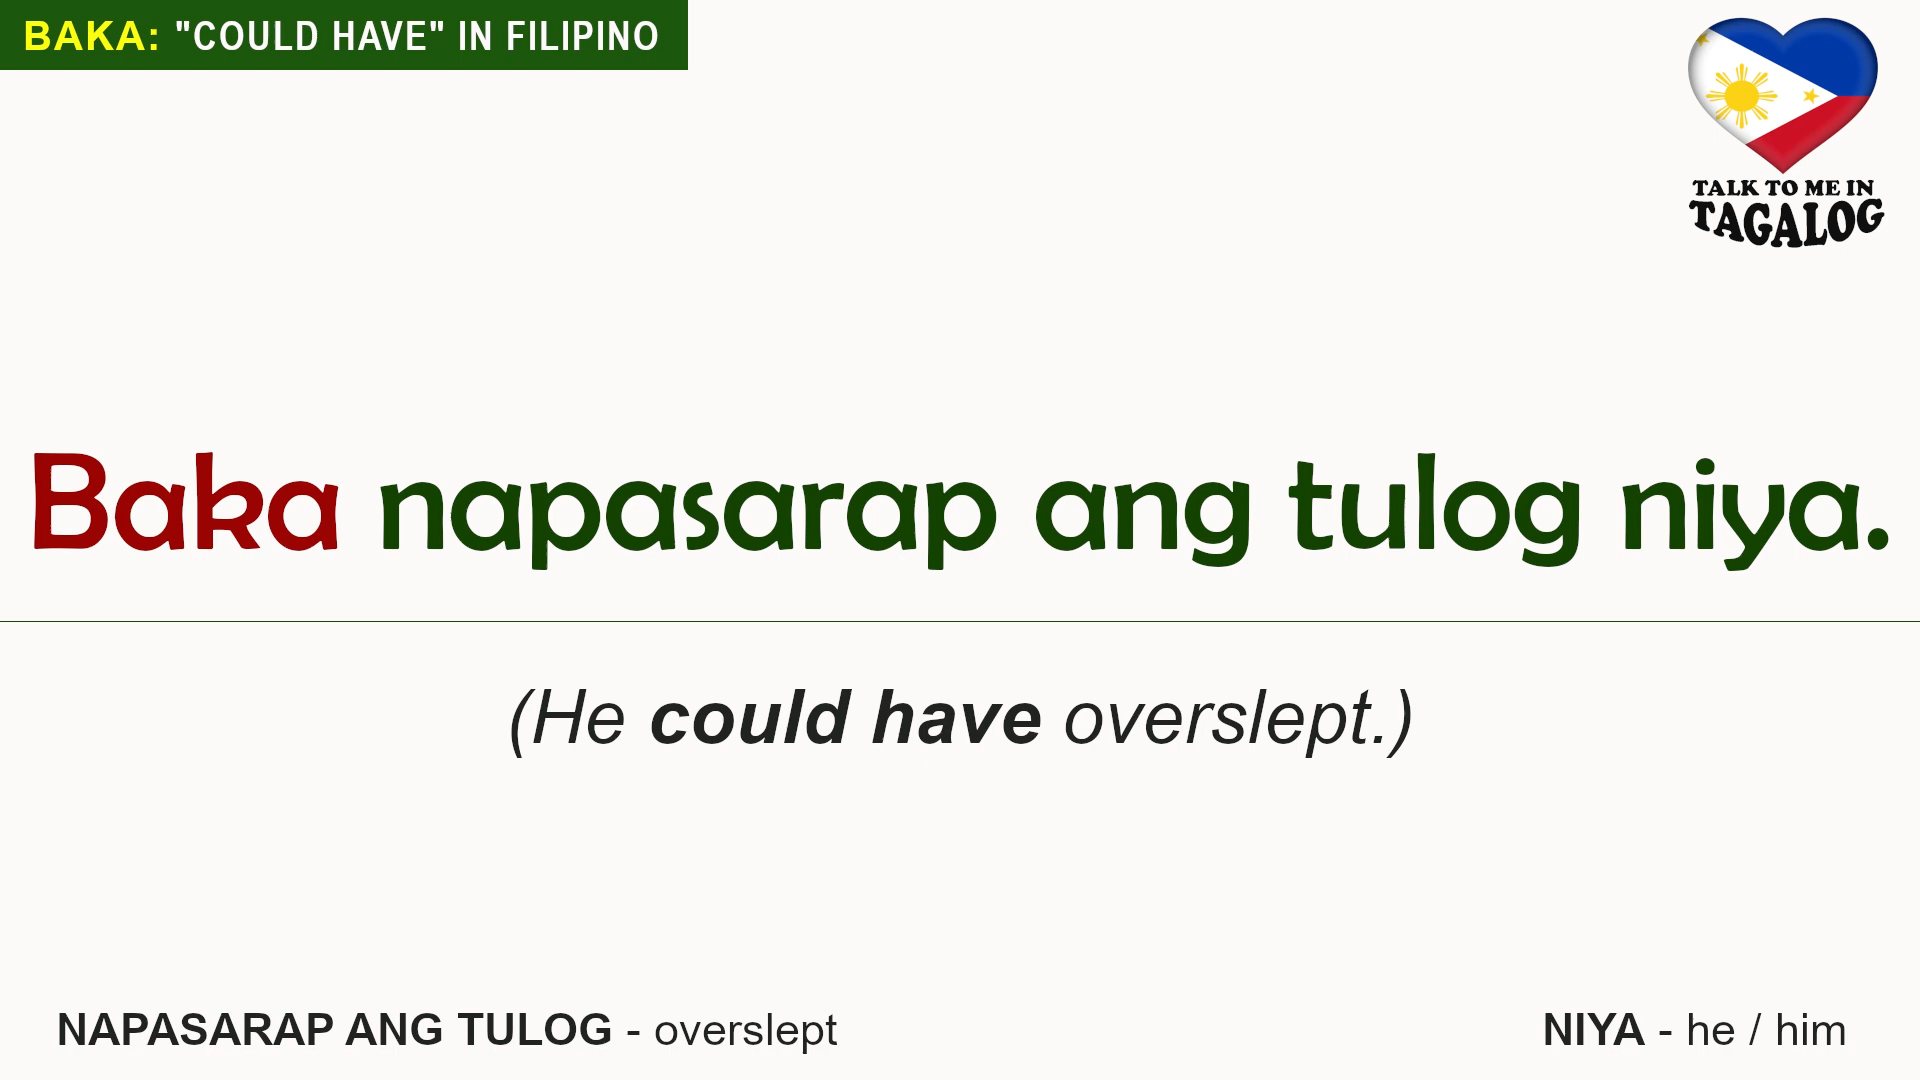 BAKA: "COULD HAVE" IN FILIPINO
TALK TO ME IN
TAGALOG
Baka napasarap ang tulog niya.
(He could have overslept.)
NAPASARAP ANG TULOG - overslept
NIYA - he / him